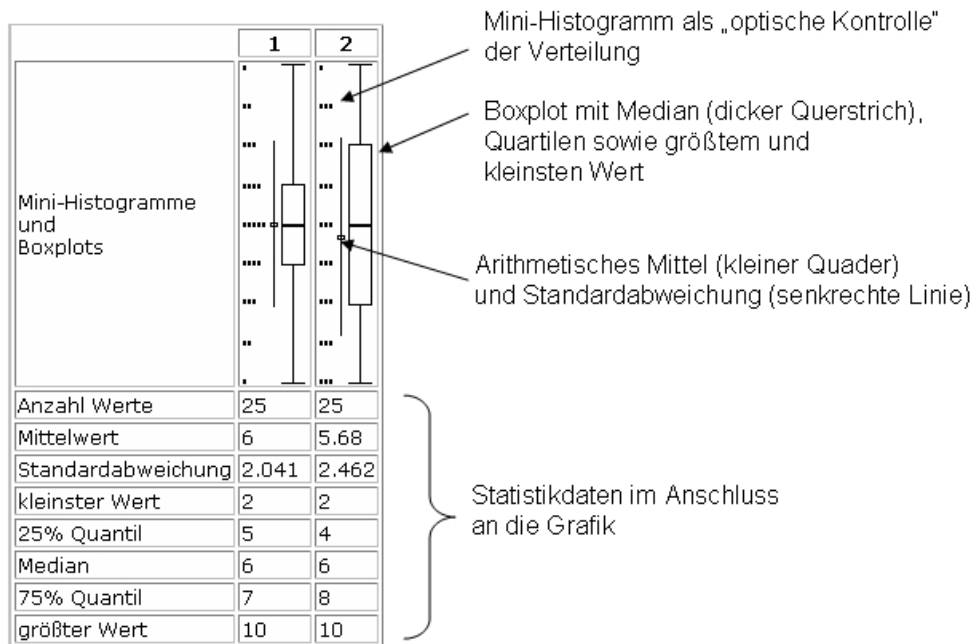 1 2
Mini-Histogramme
und
Boxplots
Anzahl Werte 25 25
Mittelwert 6 5.68
Standardabweichung 2.041 2.462
kleinster Wert 2 2
25% Quantil 5 4
Median 6 6
75% Quantil 7 8
größter Wert 10 10
Mini-Histogramm als „optische Kontrolle"
der Verteilung
Boxplot mit Median (dicker Querstrich),
Quartilen sowie größtem und
kleinsten Wert
Arithmetisches Mittel (kleiner Quader)
und Standardabweichung (senkrechte Linie)
Statistikdaten im Anschluss
an die Grafik